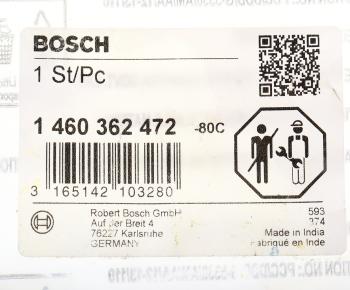 BOSCH
1 St/Pc
1 460 362 472 -80C
3 165142 103280
Robert Bosch GmbH
Auf der Breit 4
76227 Karlsruhe
GERMANY
593
374
Made in India
Fabriqué en Inde